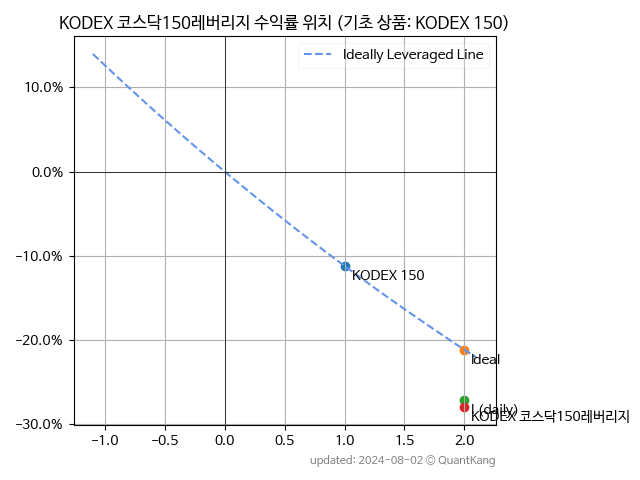 KODEX 코스닥150레버리지 수익률 위치 (기초 상품: KODEX 150)
Ideally Leveraged Line
10.0%
0.0%
−10.0%
−20.0%
−30.0%
KODEX 150
Ideal
(daily)
KODEX 코스닥150레버리지
−1.0 −0.5 0.0 0.5 1.0 1.5 2.0
updated: 2024-08-02 © QuantKang